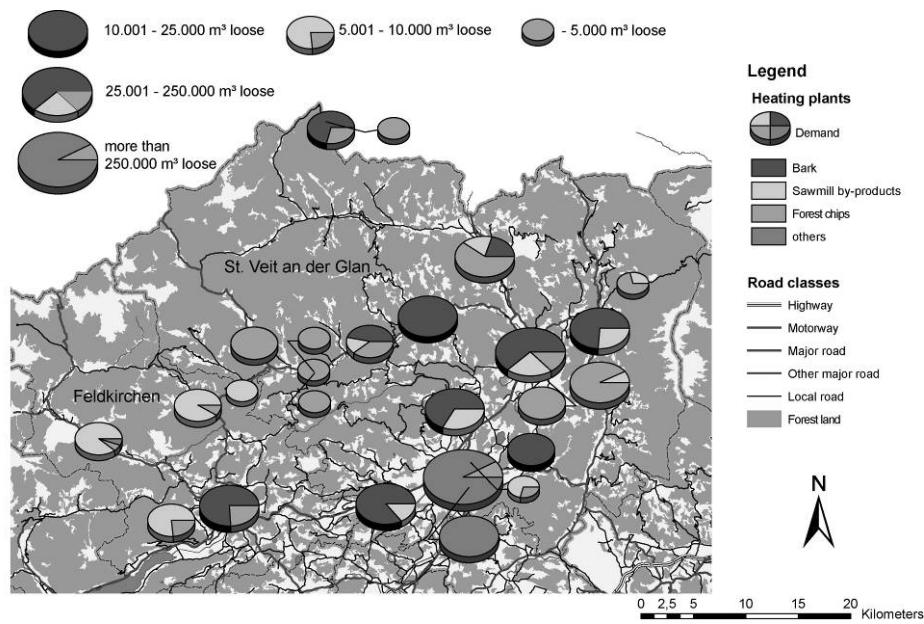 10.001 - 25.000 m³ loose
5.001 - 10.000 m³ loose
- 5.000 m³ loose
25.001 - 250.000 m³ loose
more than
250.000 m³ loose
St. Veit an der Glan
Feldkirchen
Legend
Heating plants
Demand
Bark
Sawmill by-products
Forest chips
others
Road classes
Highway
Motorway
Major road
Other major road
Local road
Forest land
N
0 2,5 5 10 15 20
Kilometers